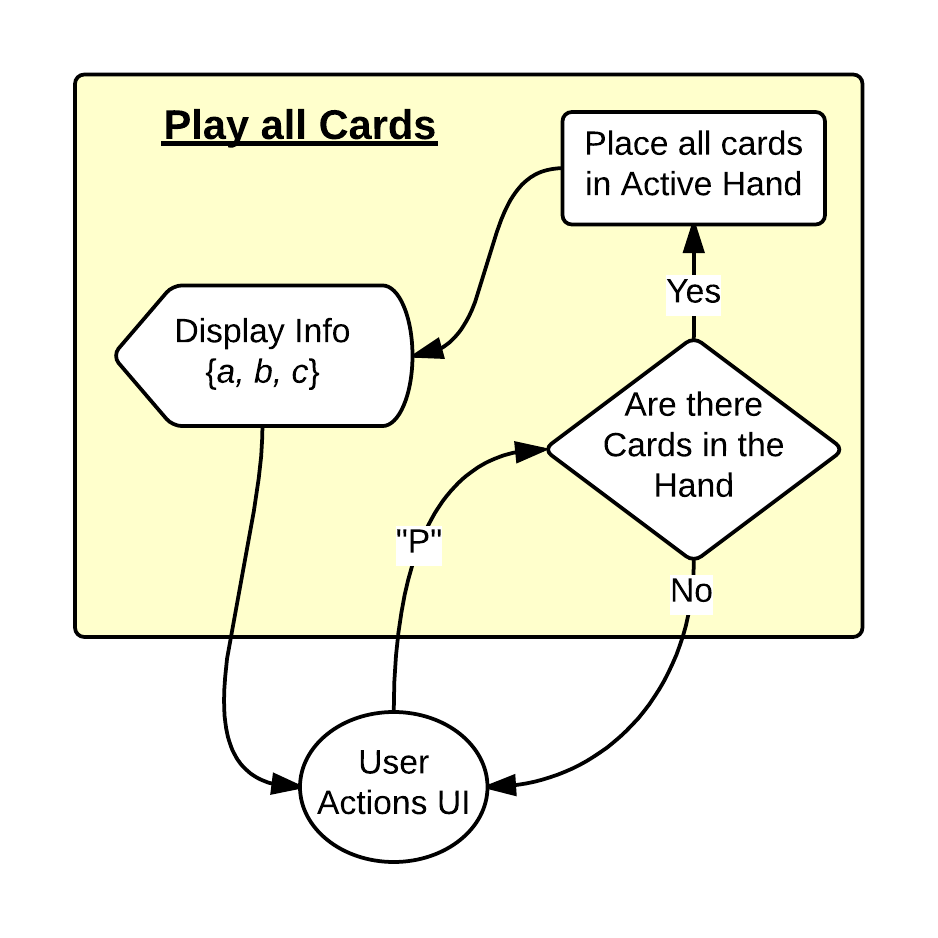 Play all Cards
Place all cards
in Active Hand
Yes
Display Info
{a, b, c}
Are there
Cards in the
Hand
"P"
No
User
Actions UI